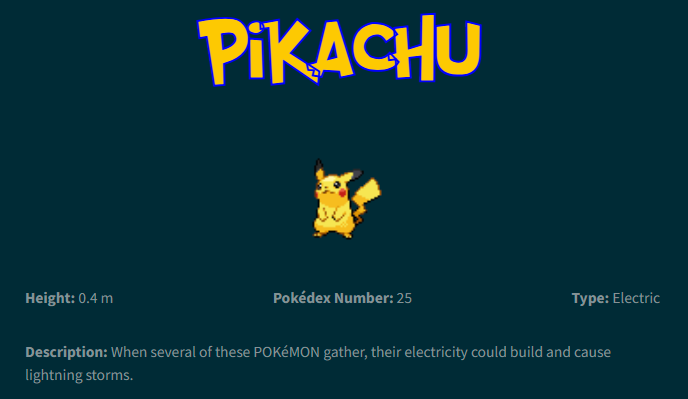 PiKACHU
Height: 0.4 m
Pokédex Number: 25
Type: Electric
Description: When several of these POKéMON gather, their electricity could build and cause
lightning storms.